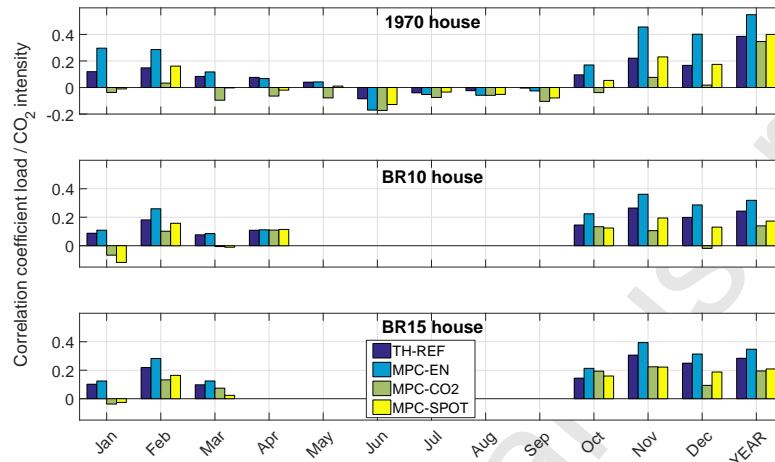 1970 house
0.4
0.2
0
-0.2
BR10 house
0.4
0.2
0
BR15 house
0.4
0.2
0
Correlation coefficient load / CO2 intensity
TH-REF
MPC-EN
MPC-CO2
MPC-SPOT
Jan
Feb
Mar
Apr
May
Jun
Jul
Aug
Sep
Oct
Nov
Dec
YEAR